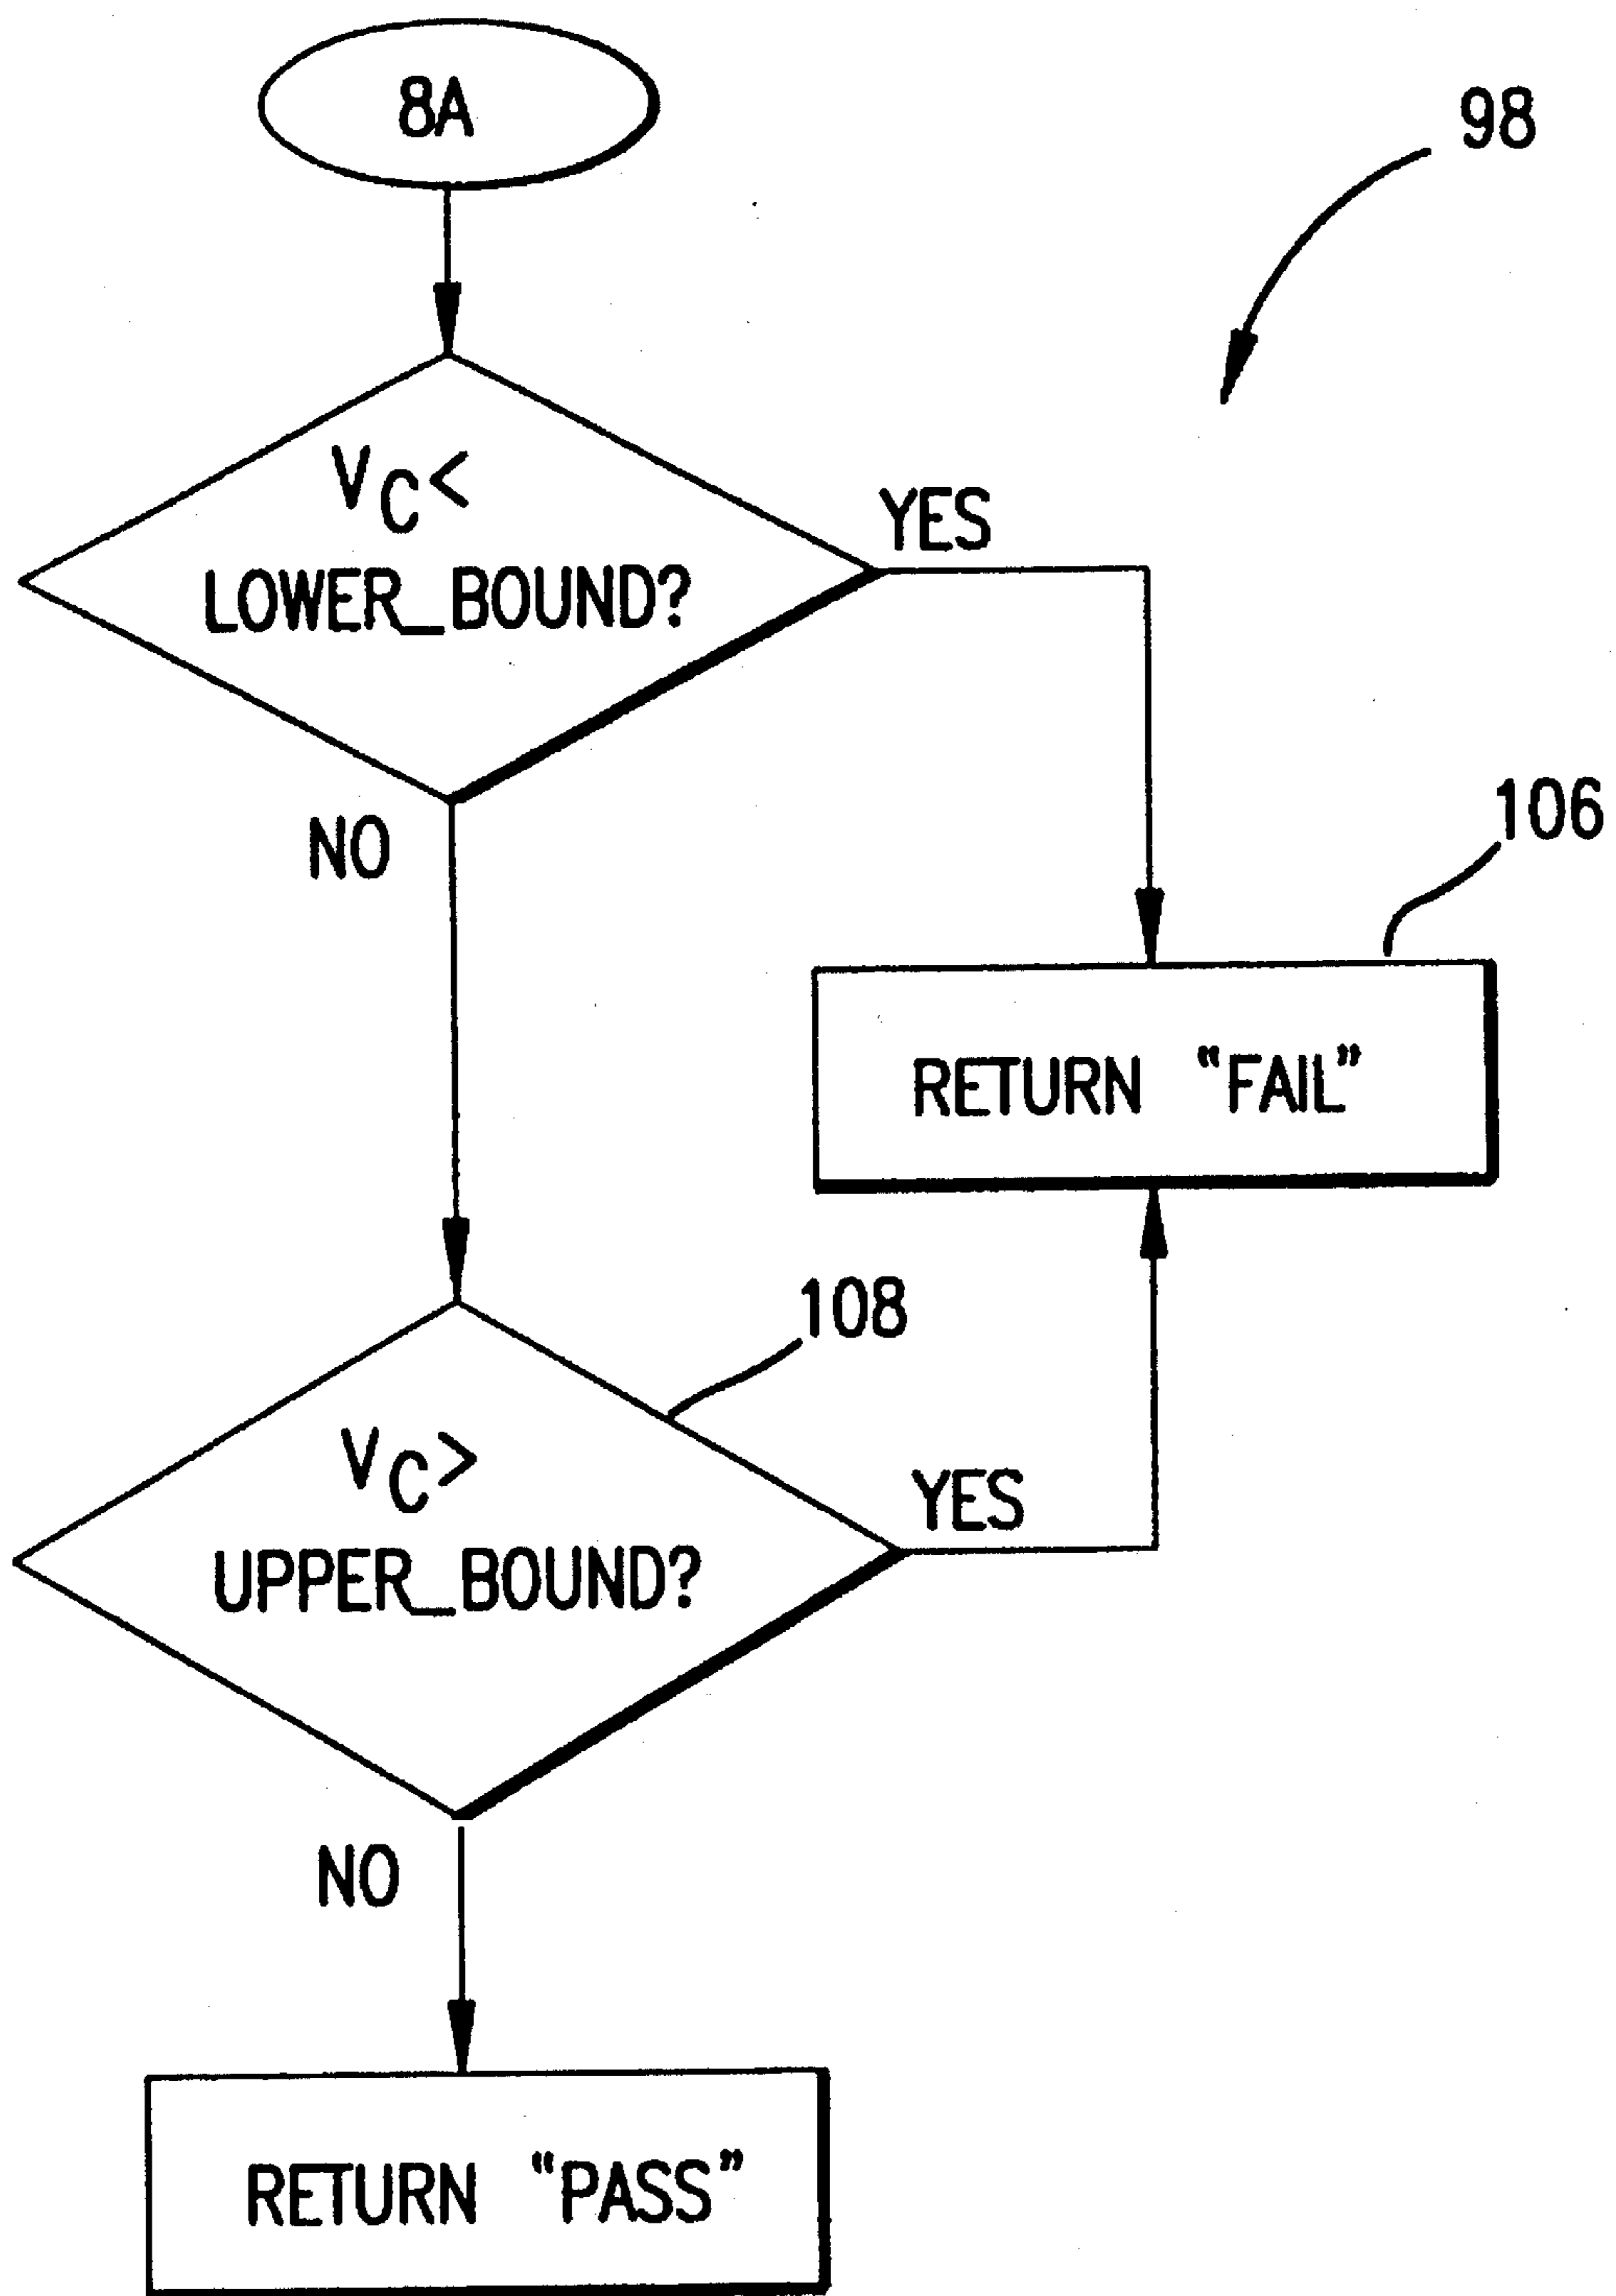 8A
98
VC<
LOWER_BOUND?
YES
NO
106
RETURN "FAIL"
108
VC>
UPPER_BOUND?
YES
NO
RETURN "PASS"